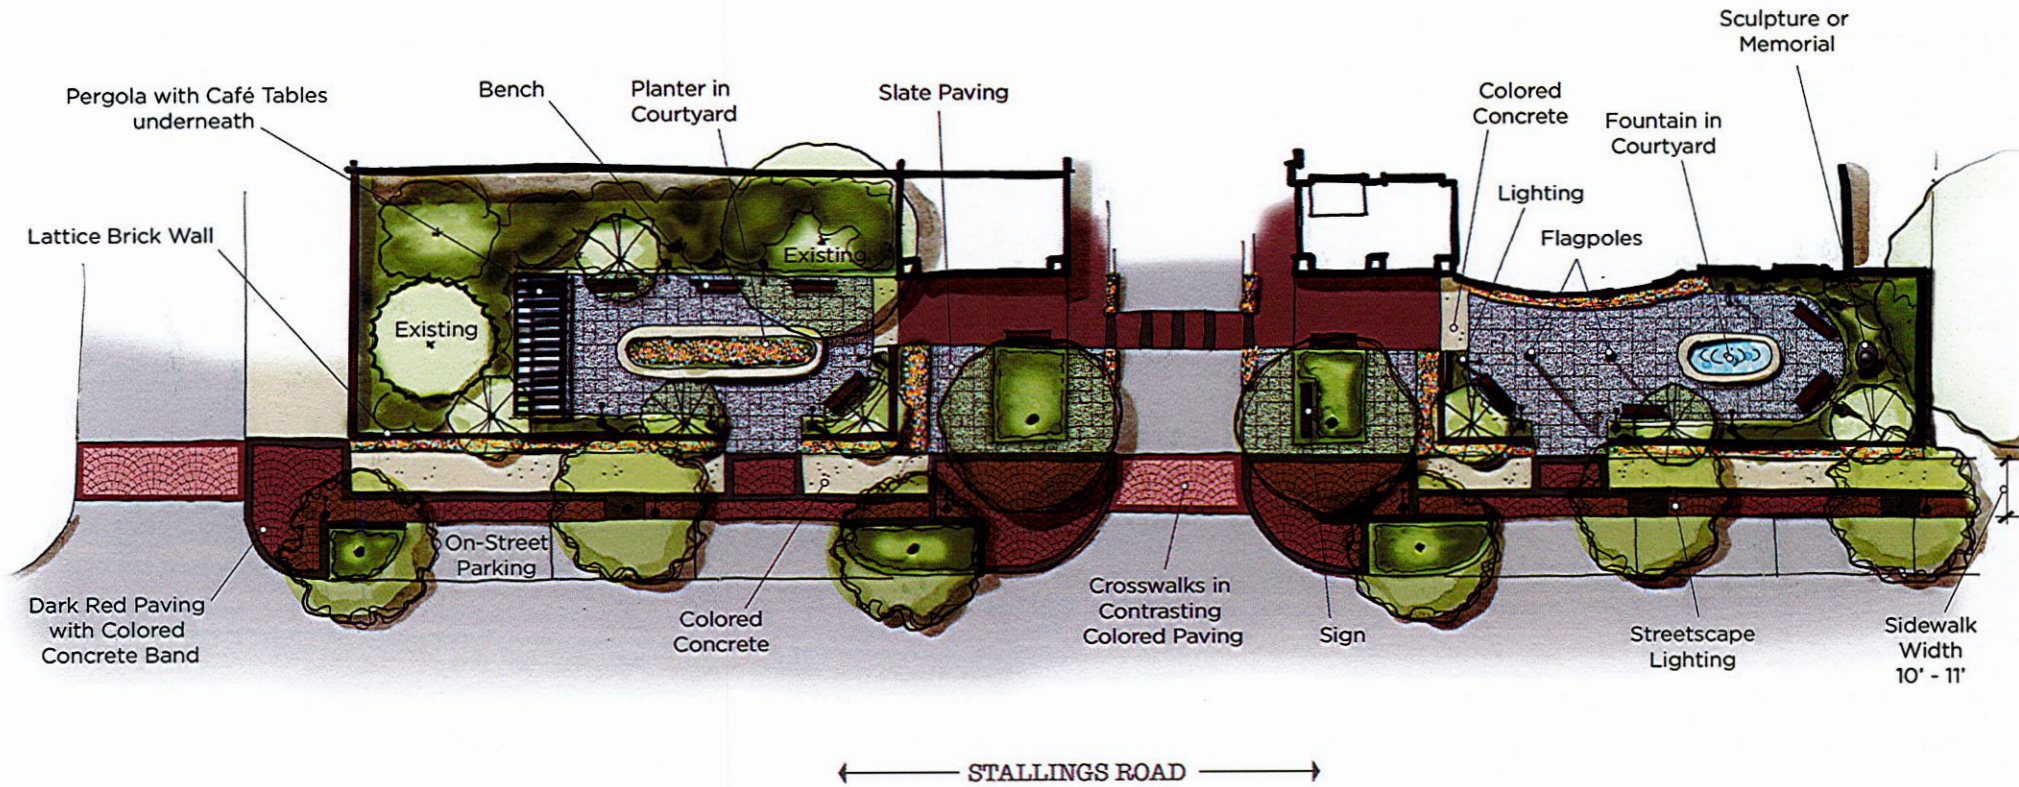 Sculpture or
Memorial
Pergola with Café Tables
underneath
Bench
Planter in
Courtyard
Slate Paving
Colored
Concrete
Fountain in
Courtyard
Lighting
Flagpoles
Lattice Brick Wall
Existing
Existing
On-Street
Parking
Dark Red Paving
with Colored
Concrete Band
Colored
Concrete
Crosswalks in
Contrasting
Colored Paving
Sign
Streetscape
Lighting
Sidewalk
Width
10' - 11'
STALLINGS ROAD